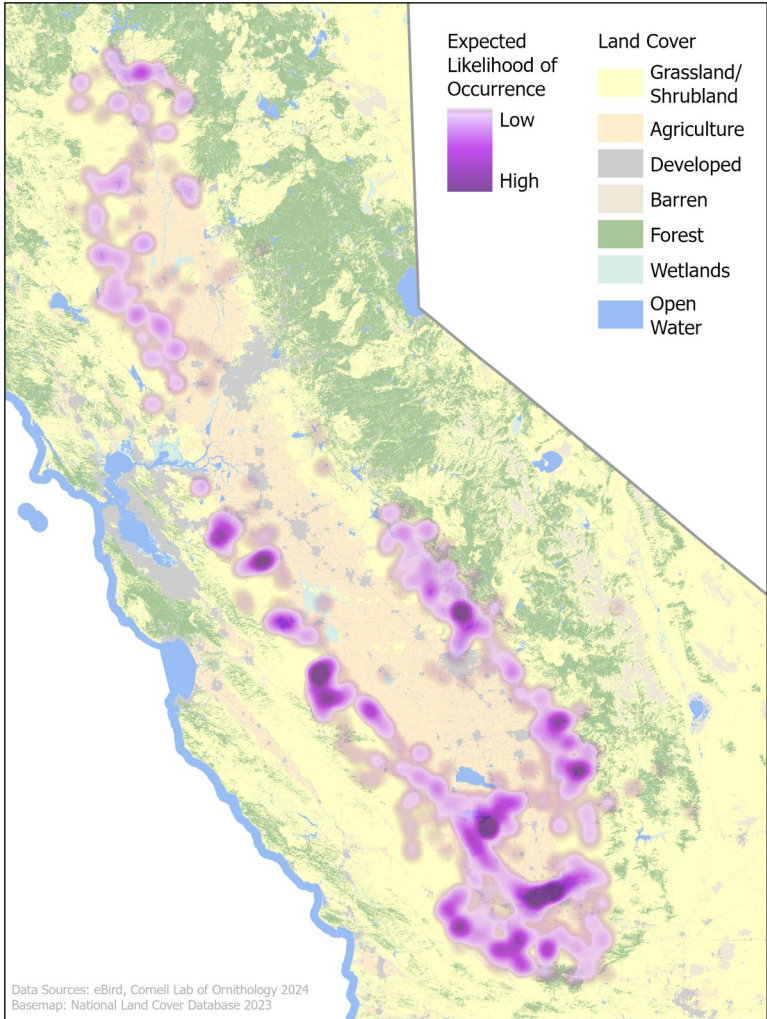 Expected
Likelihood of
Occurrence
Low
High
Land Cover
Grassland/
Shrubland
Agriculture
Developed
Barren
Forest
Wetlands
Open
Water
Data Sources: eBird, Cornell Lab of Ornithology 2024
Basemap: National Land Cover Database 2023